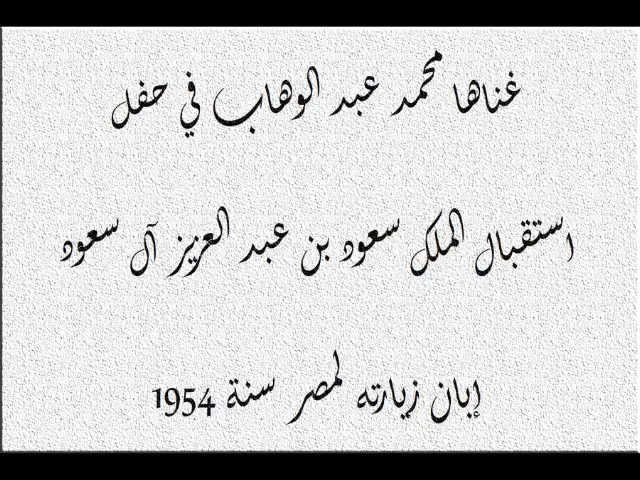 غناها محمد عبد الوهاب في حفل
استقبال الملك سعود بن عبد العزيز آل سعود
إبان زيارته لمصر سنة 1954